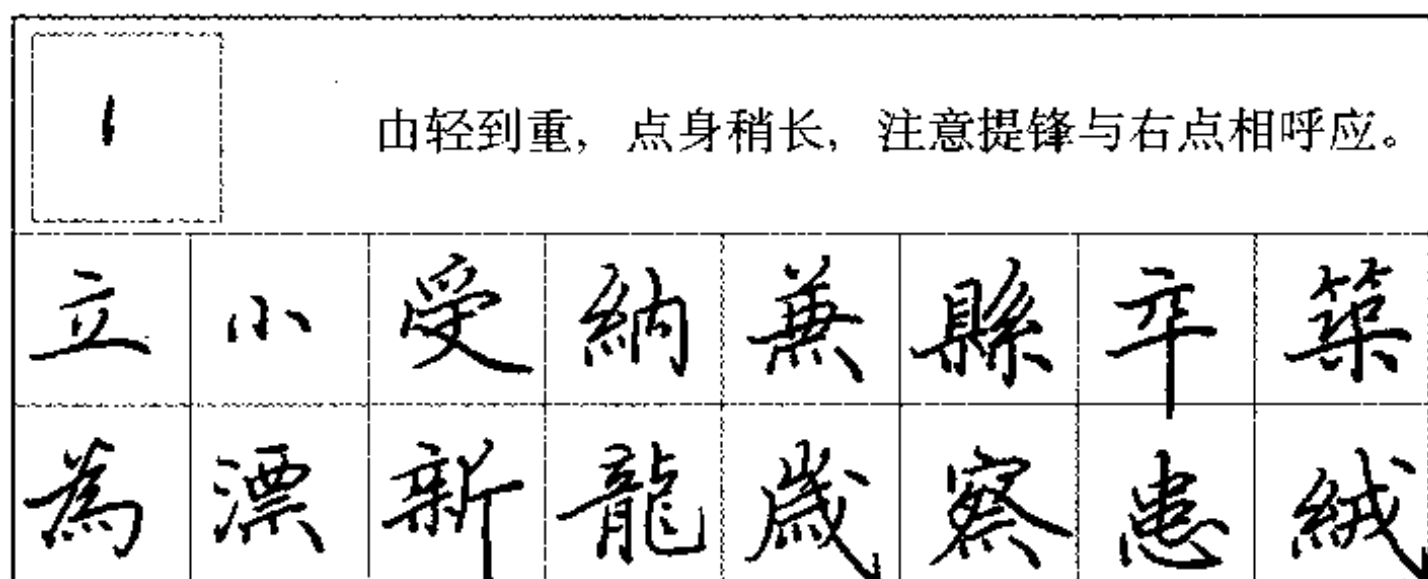 由轻到重，点身稍长，注意提锋与右点相呼应。
立小受納兼縣卒築
為漂新龍歲察患絨